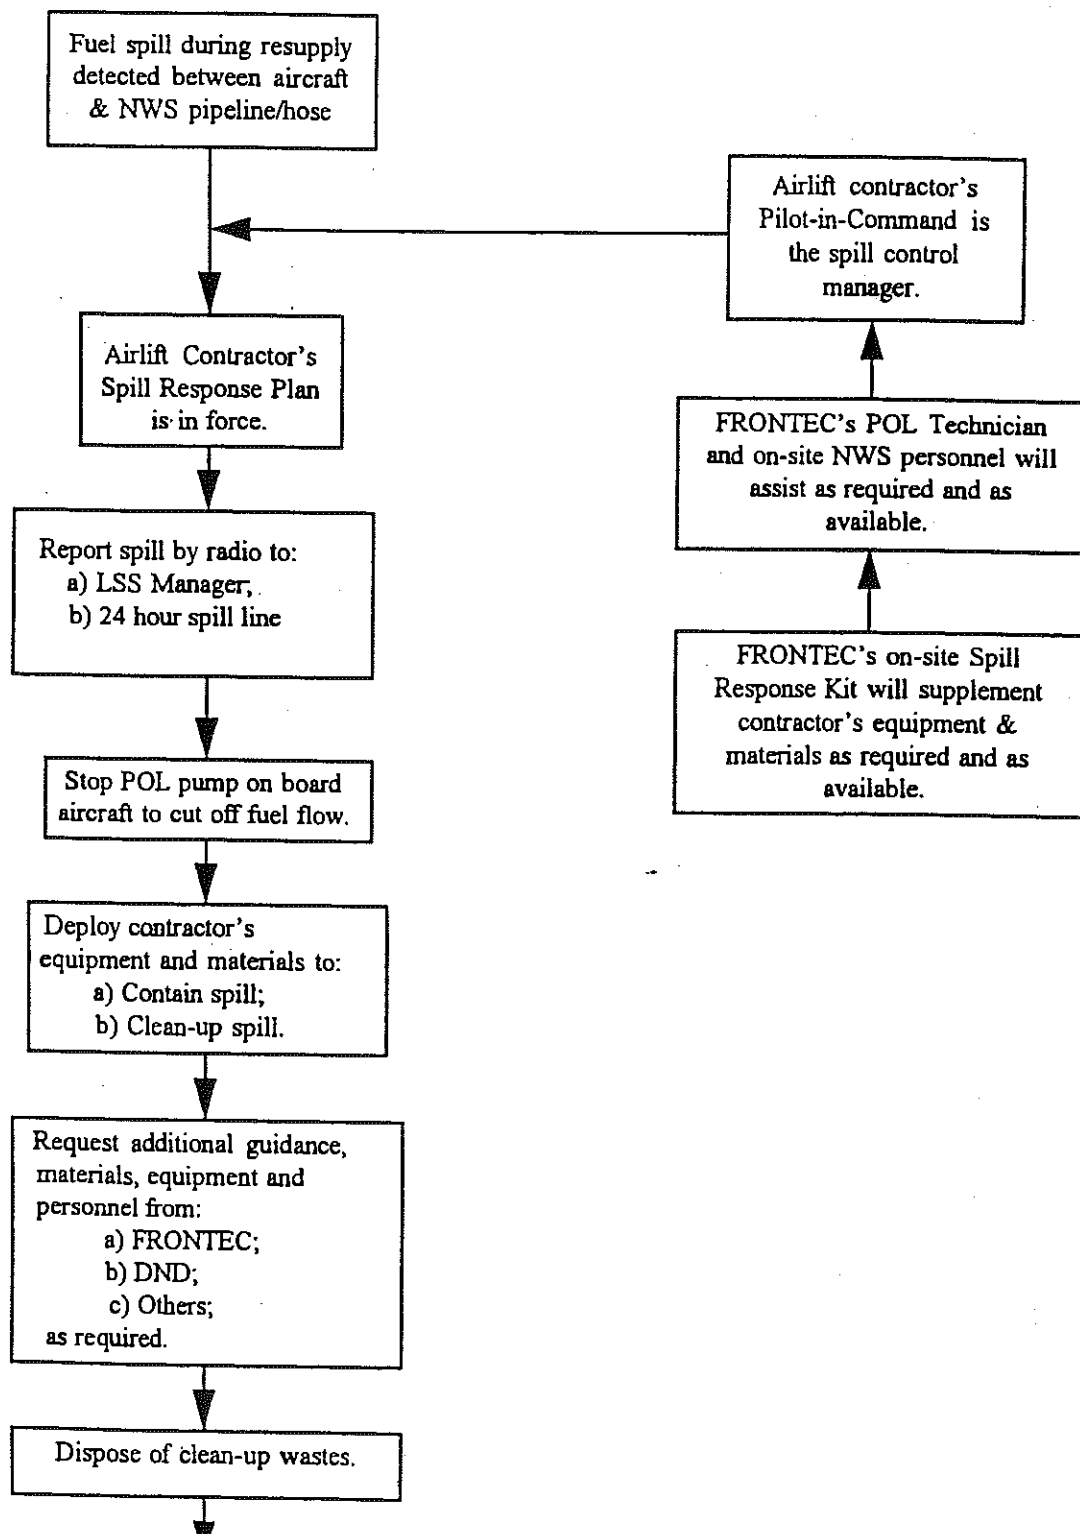 Fuel spill during resupply
detected between aircraft
& NWS pipeline/hose
Airlift contractor's
Pilot-in-Command is
the spill control
manager.
Airlift Contractor's
Spill Response Plan
is in force.
FRONTEC's POL Technician
and on-site NWS personnel will
assist as required and as
available.
Report spill by radio to:
a) LSS Manager;
b) 24 hour spill line
FRONTEC's on-site Spill
Response Kit will supplement
contractor's equipment &
materials as required and as
available.
Stop POL pump on board
aircraft to cut off fuel flow.
Deploy contractor's
equipment and materials to:
a) Contain spill;
b) Clean-up spill.
Request additional guidance,
materials, equipment and
personnel from:
a) FRONTEC;
b) DND;
c) Others;
as required.
Dispose of clean-up wastes.